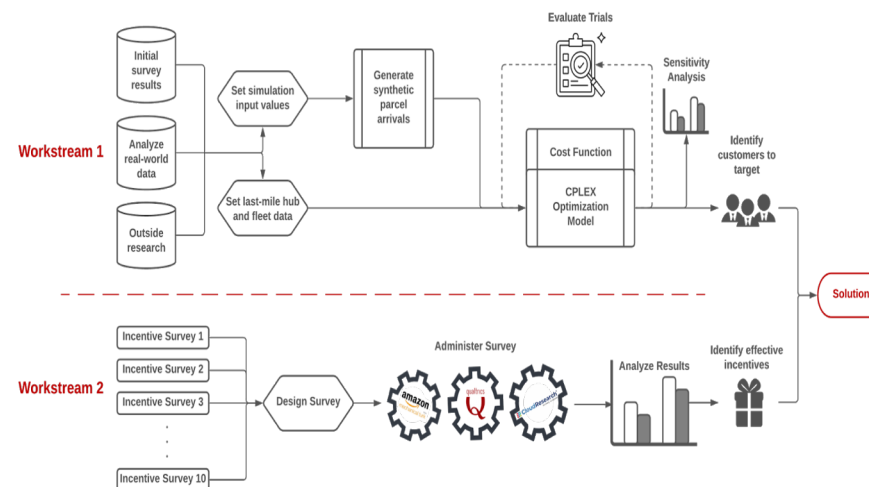 Evaluate Trials
Initial
survey
results
Set simulation
input values
Generate
synthetic
parcel
arrivals
Sensitivity
Analysis
Workstream 1
Analyze
real-world
data
Cost Function
Identify
customers to
target
CPLEX
Optimization
Model
Set last-mile hub
and fleet data
Outside
research
Solution
Incentive Survey 1
Incentive Survey 2
Incentive Survey 3
.
.
.
Incentive Survey 10
Workstream 2
Design Survey
Administer Survey
amazon
qualtrics
CloudResearch
Analyze Results
Identify effective
incentives